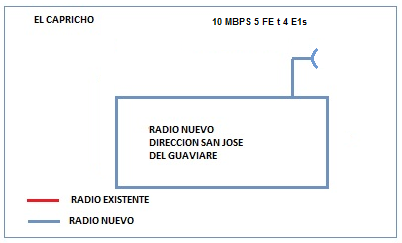 EL CAPRICHO
10 MBPS 5 FE t 4 E1s
RADIO NUEVO
DIRECCION SAN JOSE
DEL GUAVIARE
RADIO EXISTENTE
RADIO NUEVO